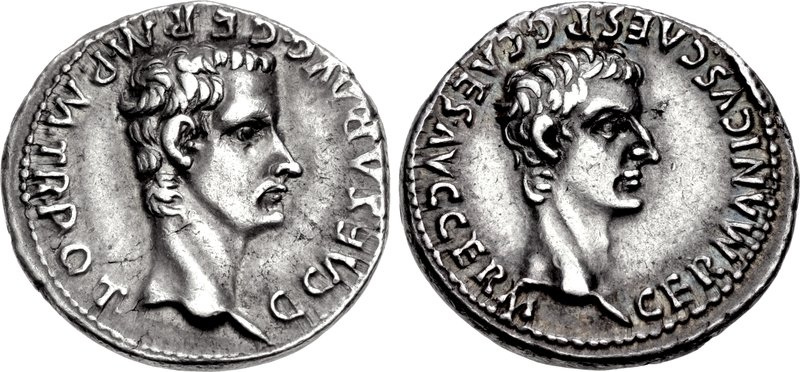 C CAESAR AVG GERM P M TR POT
GERMANICVS CAES P C CAES AVG GERM